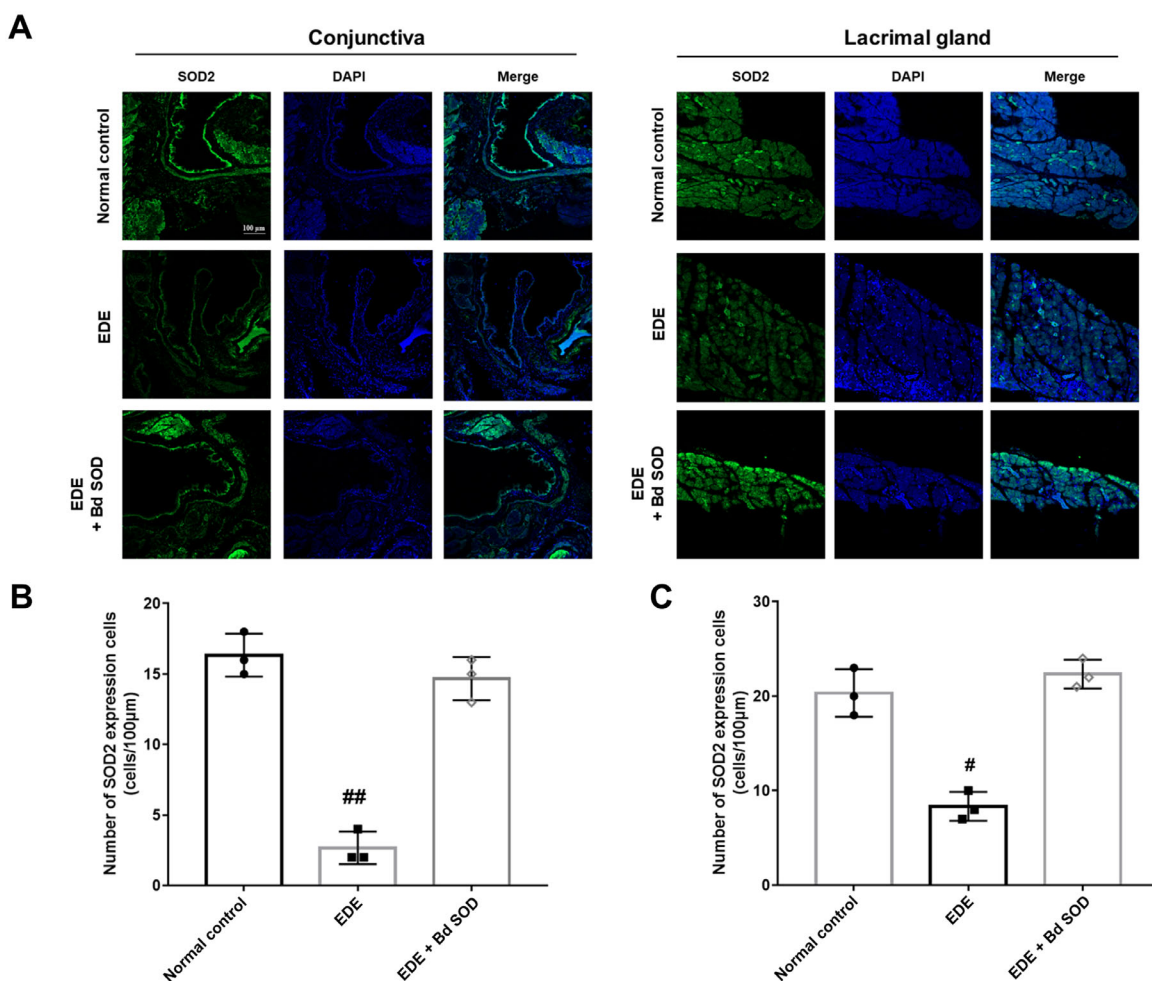 A
Conjunctiva
Lacrimal gland
SOD2 DAPI Merge
SOD2 DAPI Merge
Normal control
Normal control
100 µm
EDE
EDE
EDE
+ Bd SOD
EDE
+ Bd SOD
B
Number of SOD2 expression cells
(cells/100µm)
20
15
10
5
0
##
Normal control
EDE
EDE + Bd SOD
C
Number of SOD2 expression cells
(cells/100µm)
30
20
10
0
#
Normal control
EDE
EDE + Bd SOD